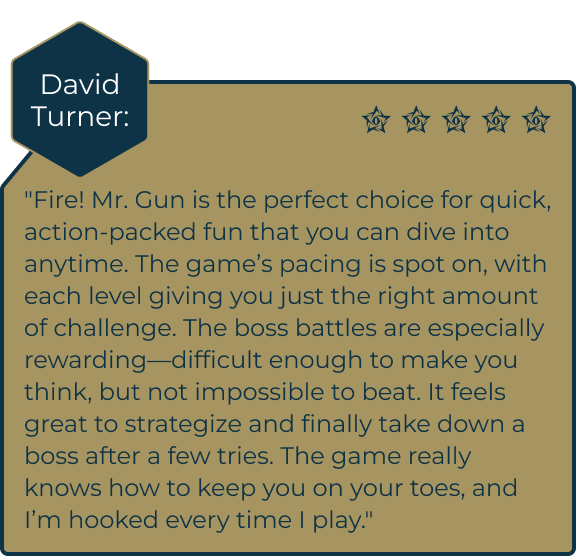 David
Turner:
"Fire! Mr. Gun is the perfect choice for quick,
action-packed fun that you can dive into
anytime. The game’s pacing is spot on, with
each level giving you just the right amount
of challenge. The boss battles are especially
rewarding—difficult enough to make you
think, but not impossible to beat. It feels
great to strategize and finally take down a
boss after a few tries. The game really
knows how to keep you on your toes, and
I’m hooked every time I play."